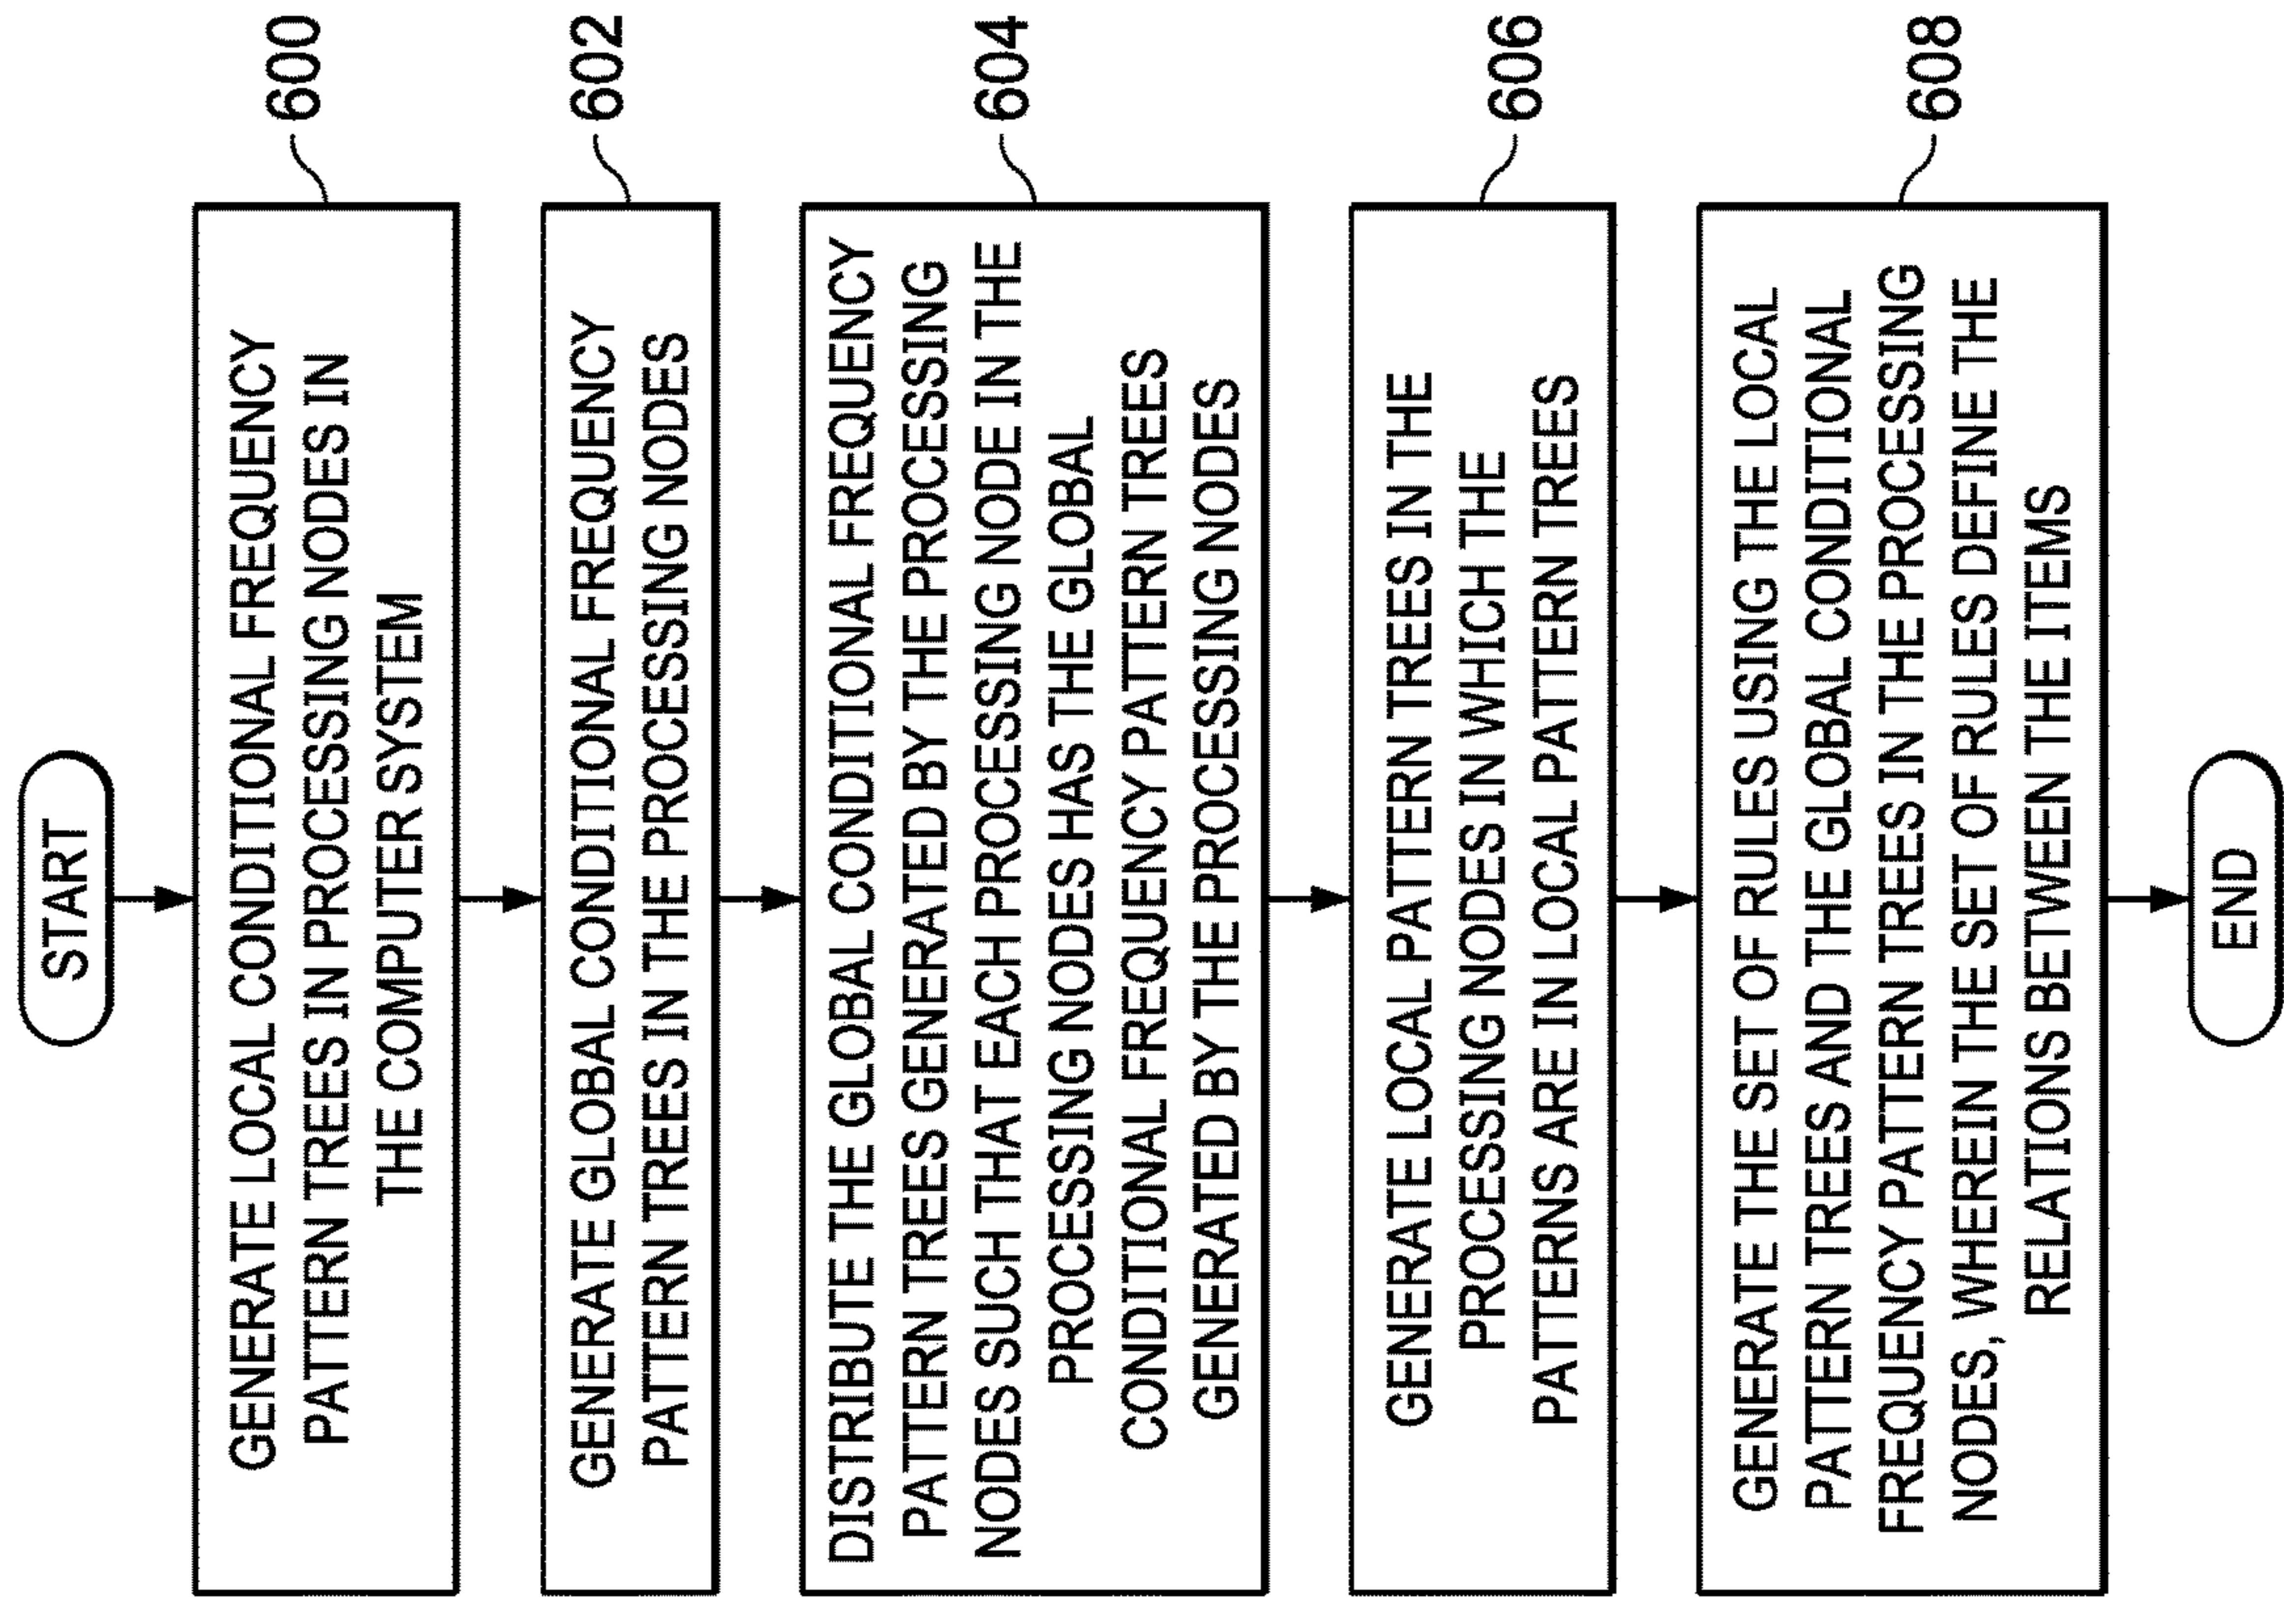 START
600
GENERATE LOCAL CONDITIONAL FREQUENCY
PATTERN TREES IN PROCESSING NODES IN
THE COMPUTER SYSTEM
602
GENERATE GLOBAL CONDITIONAL FREQUENCY
PATTERN TREES IN THE PROCESSING NODES
604
DISTRIBUTE THE GLOBAL CONDITIONAL FREQUENCY
PATTERN TREES GENERATED BY THE PROCESSING
NODES SUCH THAT EACH PROCESSING NODE IN THE
PROCESSING NODES HAS THE GLOBAL
CONDITIONAL FREQUENCY PATTERN TREES
GENERATED BY THE PROCESSING NODES
606
GENERATE LOCAL PATTERN TREES IN THE
PROCESSING NODES IN WHICH THE
PATTERNS ARE IN LOCAL PATTERN TREES
608
GENERATE THE SET OF RULES USING THE LOCAL
PATTERN TREES AND THE GLOBAL CONDITIONAL
FREQUENCY PATTERN TREES IN THE PROCESSING
NODES, WHEREIN THE SET OF RULES DEFINE THE
RELATIONS BETWEEN THE ITEMS
END